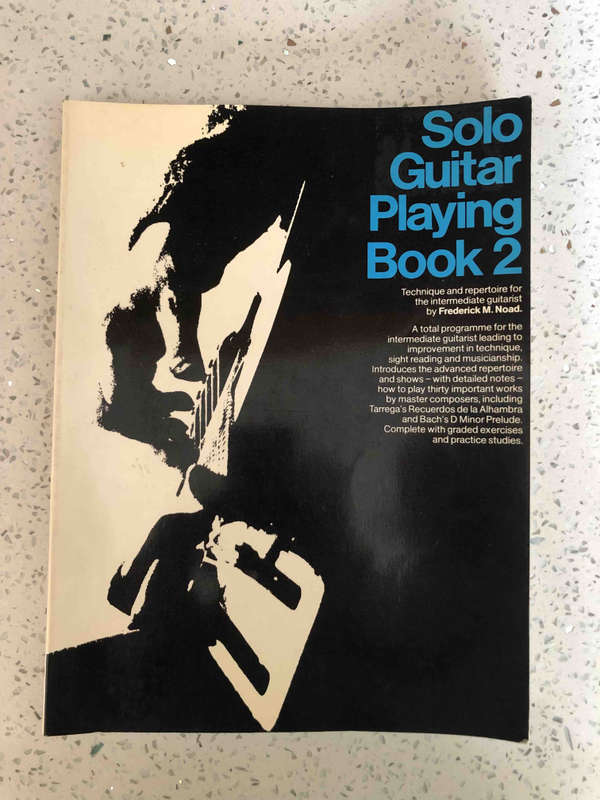 Solo
Guitar
Playing
Book 2
Technique and repertoire for
the intermediate guitarist
by Frederick M. Noad.
A total programme for the
intermediate guitarist leading to
improvement in technique,
sight reading and musicianship.
Introduces the advanced repertoire
and shows – with detailed notes –
how to play thirty important works
by master composers, including
Tarrega's Recuerdos de la Alhambra
and Bach's D Minor Prelude.
Complete with graded exercises
and practice studies.